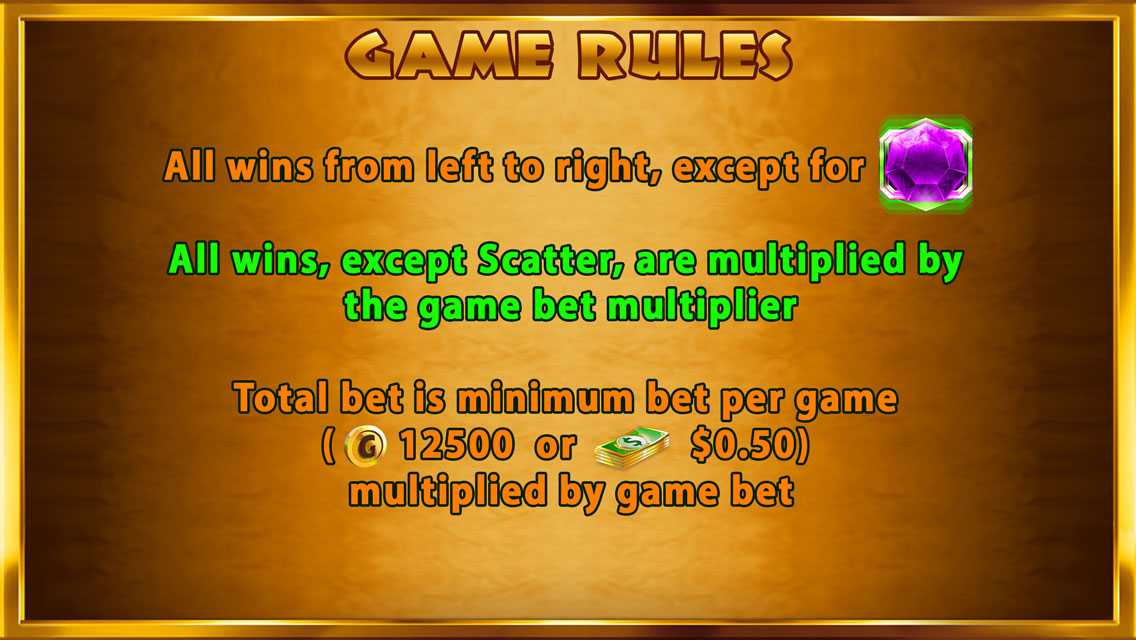 GAME RULES
All wins from left to right, except for
All wins, except Scatter, are multiplied by
the game bet multiplier
Total bet is minimum bet per game
( G 12500 or $ $0.50)
multiplied by game bet